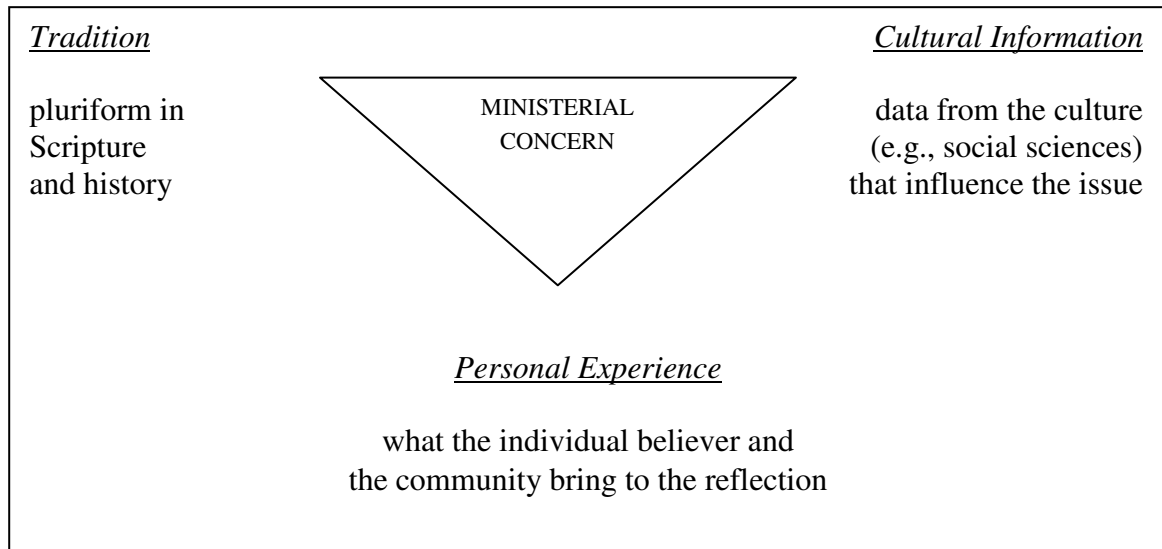 Tradition
pluriform in
Scripture
and history
MINISTERIAL
CONCERN
Cultural Information
data from the culture
(e.g., social sciences)
that influence the issue
Personal Experience
what the individual believer and
the community bring to the reflection